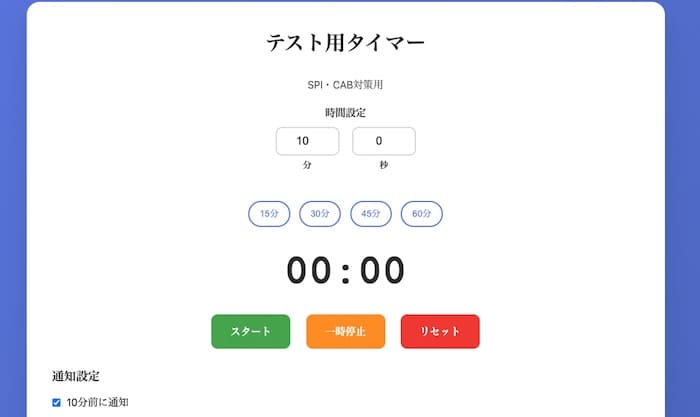 テスト用タイマー
SPI・CAB対策用
時間設定
10 0
分 秒
15分 30分 45分 60分
00:00
スタート 一時停止 リセット
通知設定
10分前に通知